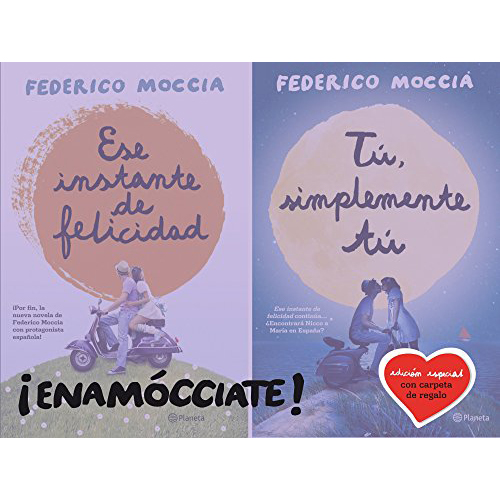 FEDERICO MOCCIA
Ese
instante
de
felicidad
¡Por fin, la
nueva novela de
Federico Moccia
con protagonista
española!
Planeta
FEDERICO MOCCIA
Tú,
simplemente
tú
Ese instante de
felicidad continúa...
¿Encontrará Nicco a
María en España?
edición especial
con carpeta
de regalo
Planeta
¡ENAMÓCCIATE!